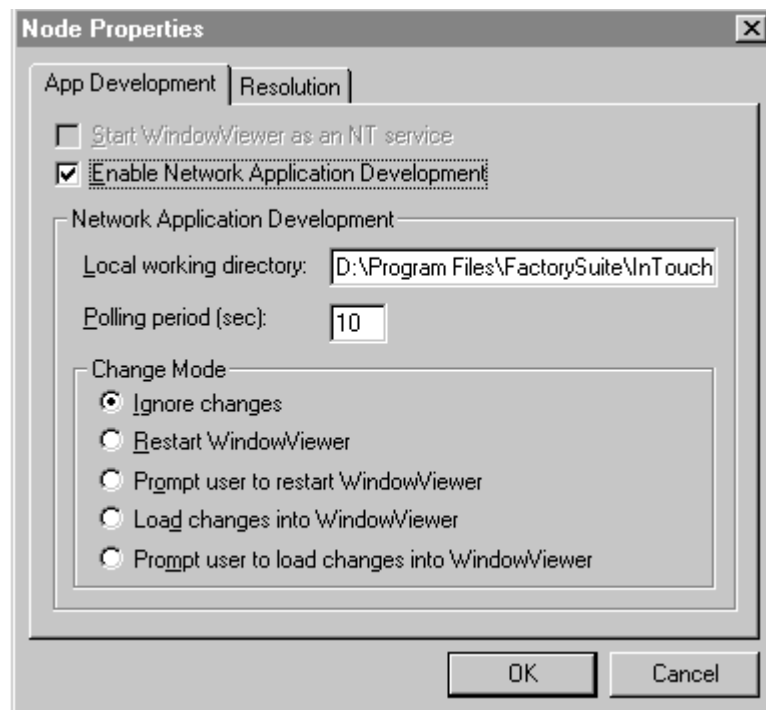 Node Properties
App Development Resolution
Start WindowViewer as an NT service
Enable Network Application Development
Network Application Development
Local working directory: D:\Program Files\FactorySuite\InTouch
Polling period (sec): 10
Change Mode
Ignore changes
Restart WindowViewer
Prompt user to restart WindowViewer
Load changes into WindowViewer
Prompt user to load changes into WindowViewer
OK Cancel